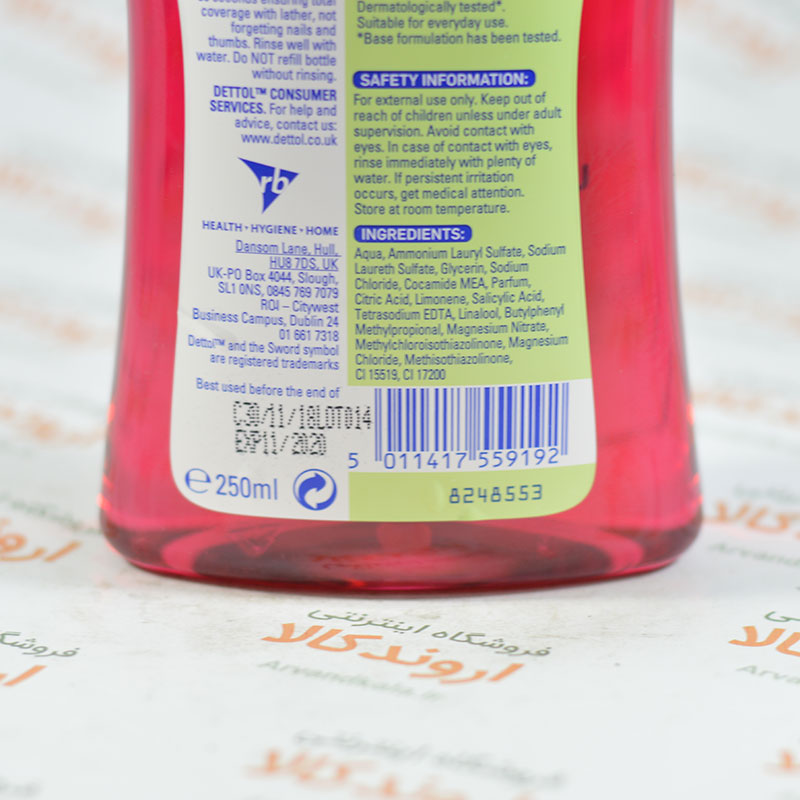 coverage with lather, not
forgetting nails and
thumbs. Rinse well with
water. Do NOT refill bottle
without rinsing.
DETTOL™ CONSUMER
SERVICES. For help and
advice, contact us:
www.dettol.co.uk
rb
HEALTH • HYGIENE • HOME
Dansom Lane, Hull,
HU8 7DS, UK
UK-PO Box 4044, Slough,
SL1 0NS, 0845 769 7079
ROI – Citywest
Business Campus, Dublin 24
01 661 7318
Dettol™ and the Sword symbol
are registered trademarks
Best used before the end of
C30/11/18LOT014
EXP11/2020
℮ 250ml
Dermatologically tested*.
Suitable for everyday use.
*Base formulation has been tested.
SAFETY INFORMATION:
For external use only. Keep out of
reach of children unless under adult
supervision. Avoid contact with
eyes. In case of contact with eyes,
rinse immediately with plenty of
water. If persistent irritation
occurs, get medical attention.
Store at room temperature.
INGREDIENTS:
Aqua, Ammonium Lauryl Sulfate, Sodium
Laureth Sulfate, Glycerin, Sodium
Chloride, Cocamide MEA, Parfum,
Citric Acid, Limonene, Salicylic Acid,
Tetrasodium EDTA, Linalool, Butylphenyl
Methylpropional, Magnesium Nitrate,
Methylchloroisothiazolinone, Magnesium
Chloride, Methisothiazolinone,
CI 15519, CI 17200
5 011417 559192
8248553
فروشگاه اینترنتی
اروند کالا
Arvandkala.ir